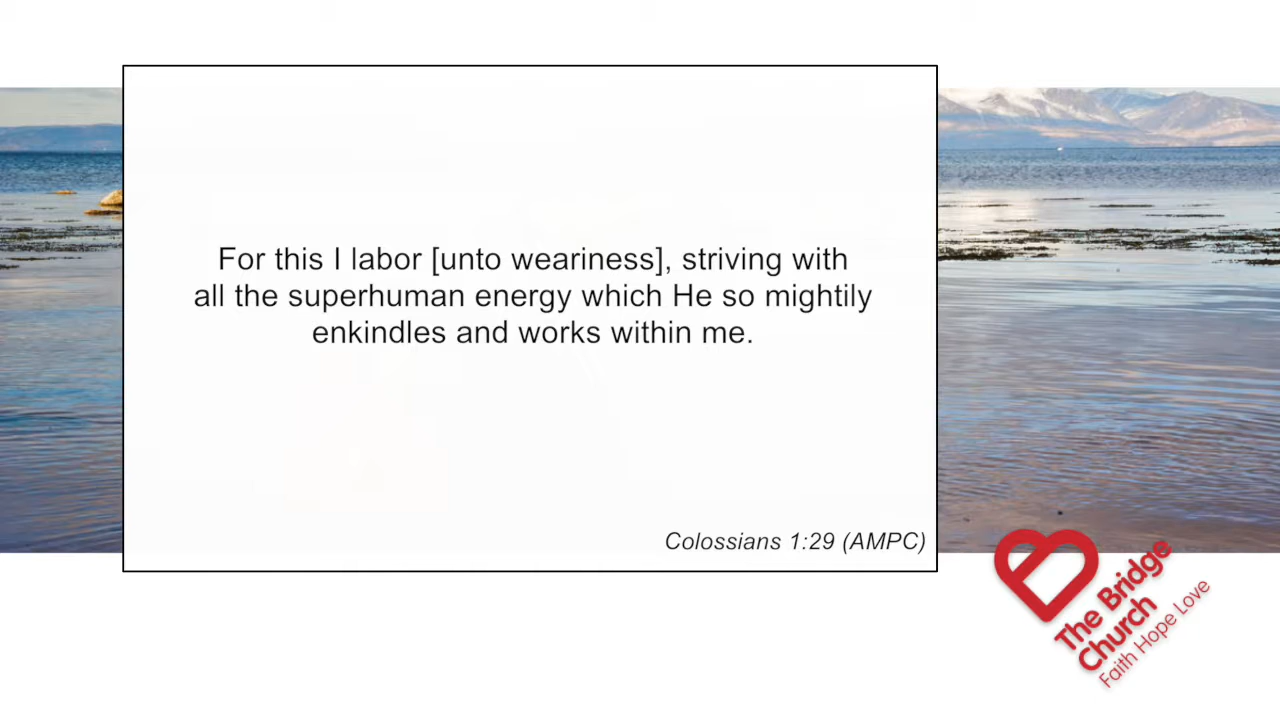 For this I labor [unto weariness], striving with
all the superhuman energy which He so mightily
enkindles and works within me.
Colossians 1:29 (AMPC)
The Bridge
Church
Faith Hope Love